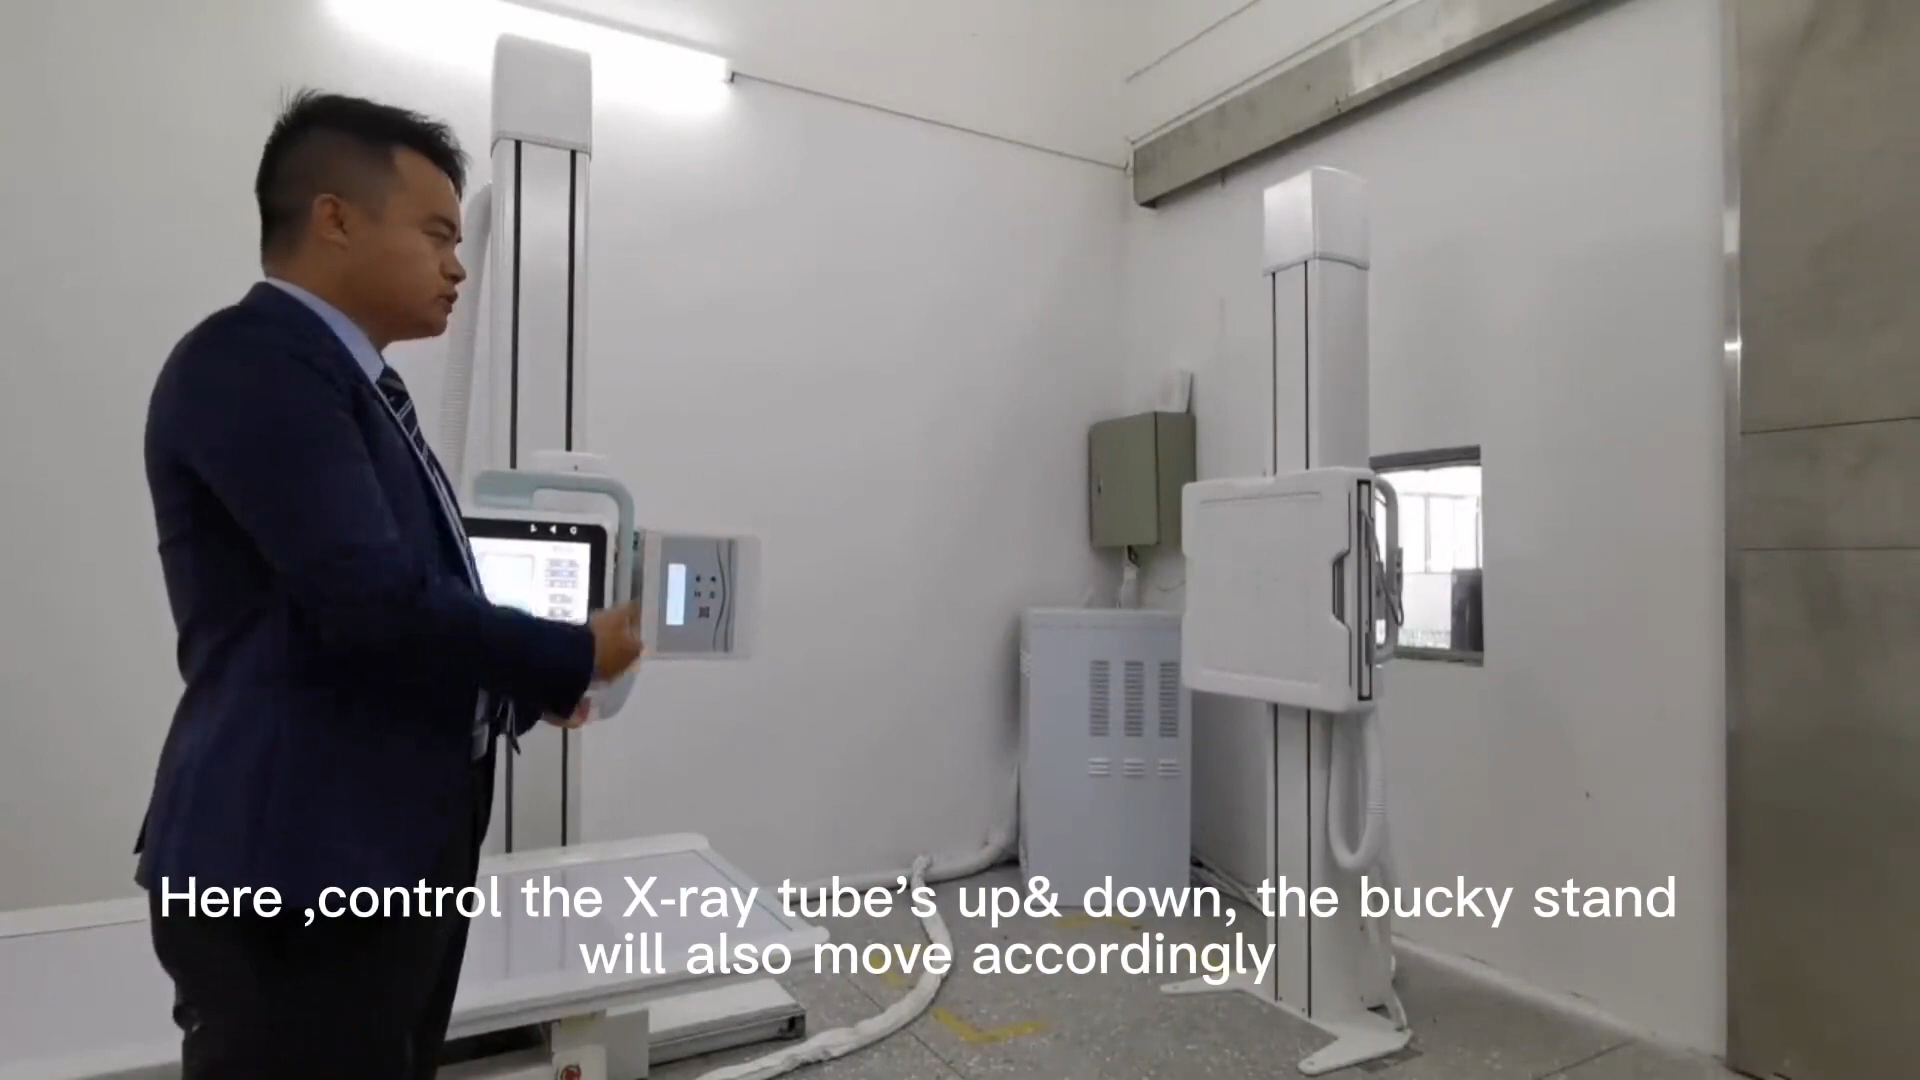 Here ,control the X-ray tube’s up& down, the bucky stand
will also move accordingly